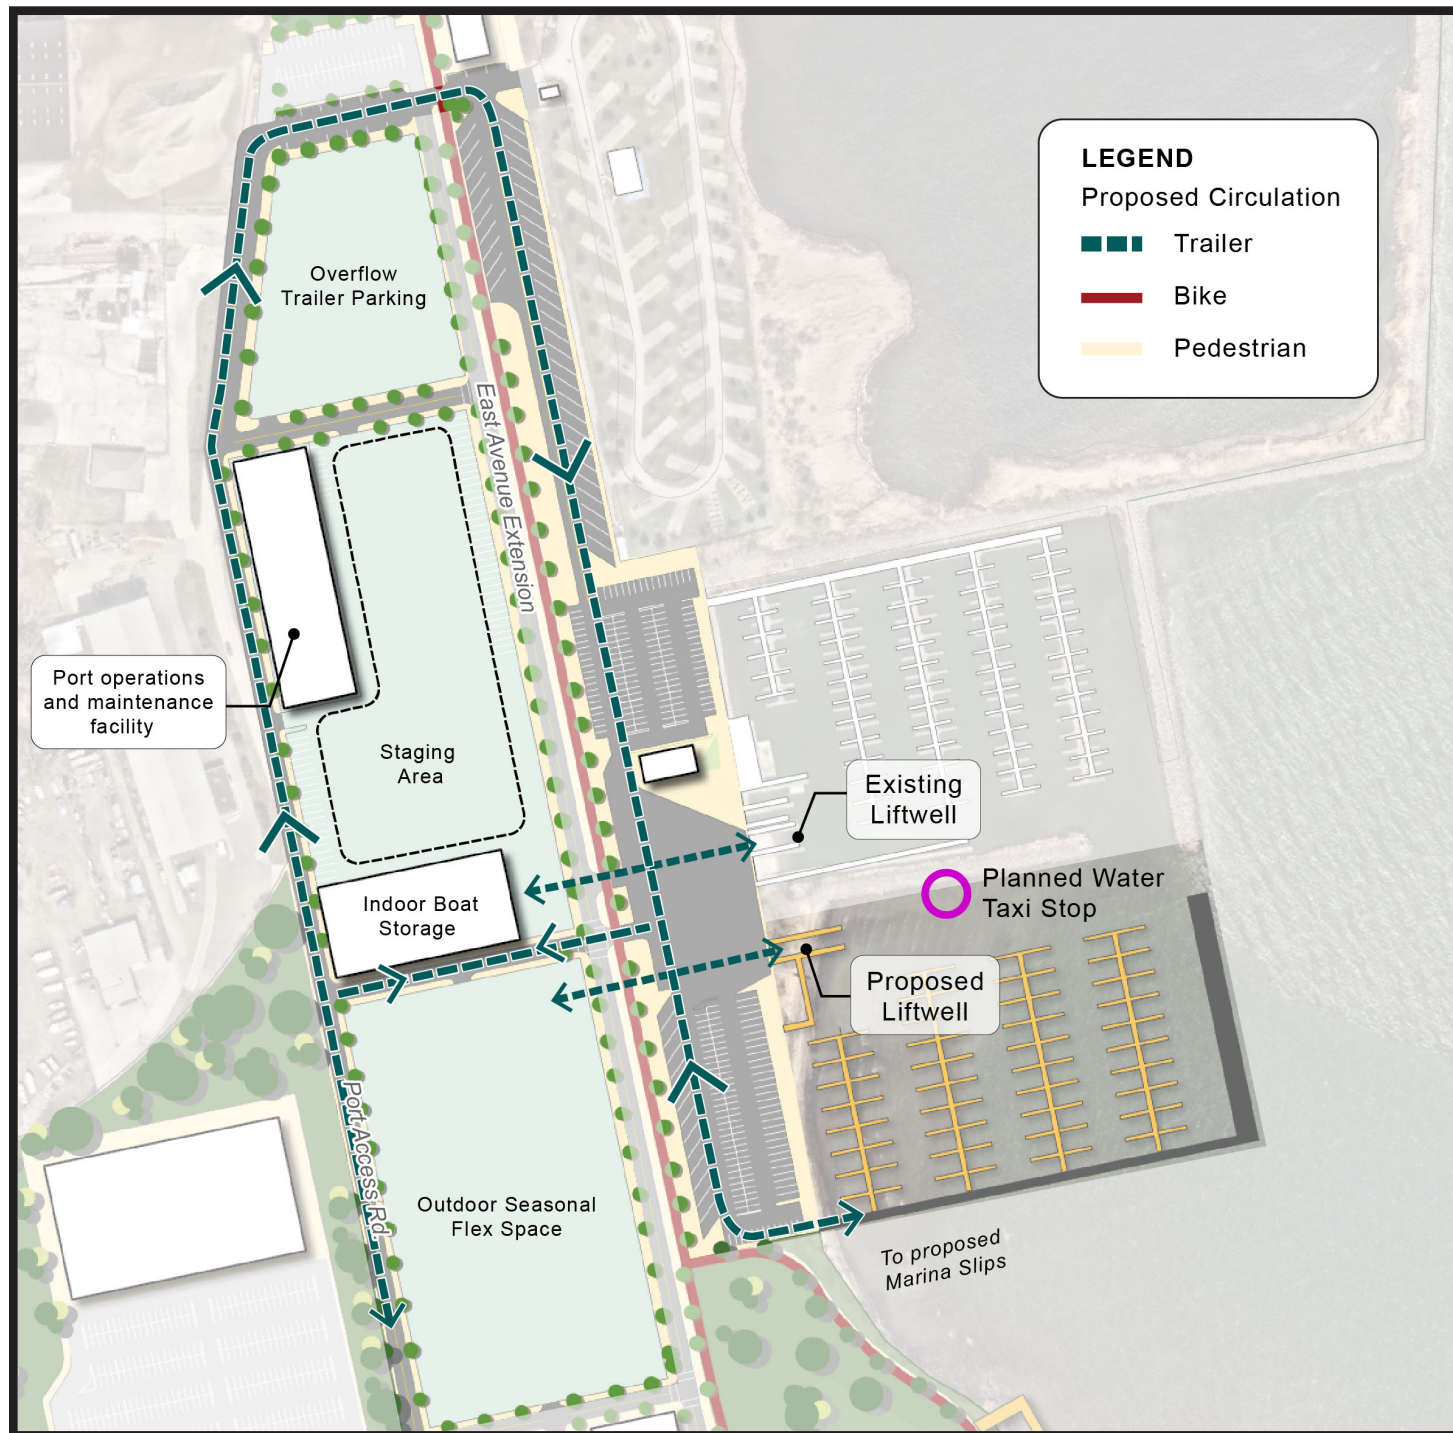 LEGEND
Proposed Circulation
Trailer
Bike
Pedestrian
Overflow
Trailer Parking
East Avenue Extension
Port operations
and maintenance
facility
Staging
Area
Existing
Liftwell
Planned Water
Taxi Stop
Indoor Boat
Storage
Proposed
Liftwell
Port Access Rd.
Outdoor Seasonal
Flex Space
To proposed
Marina Slips